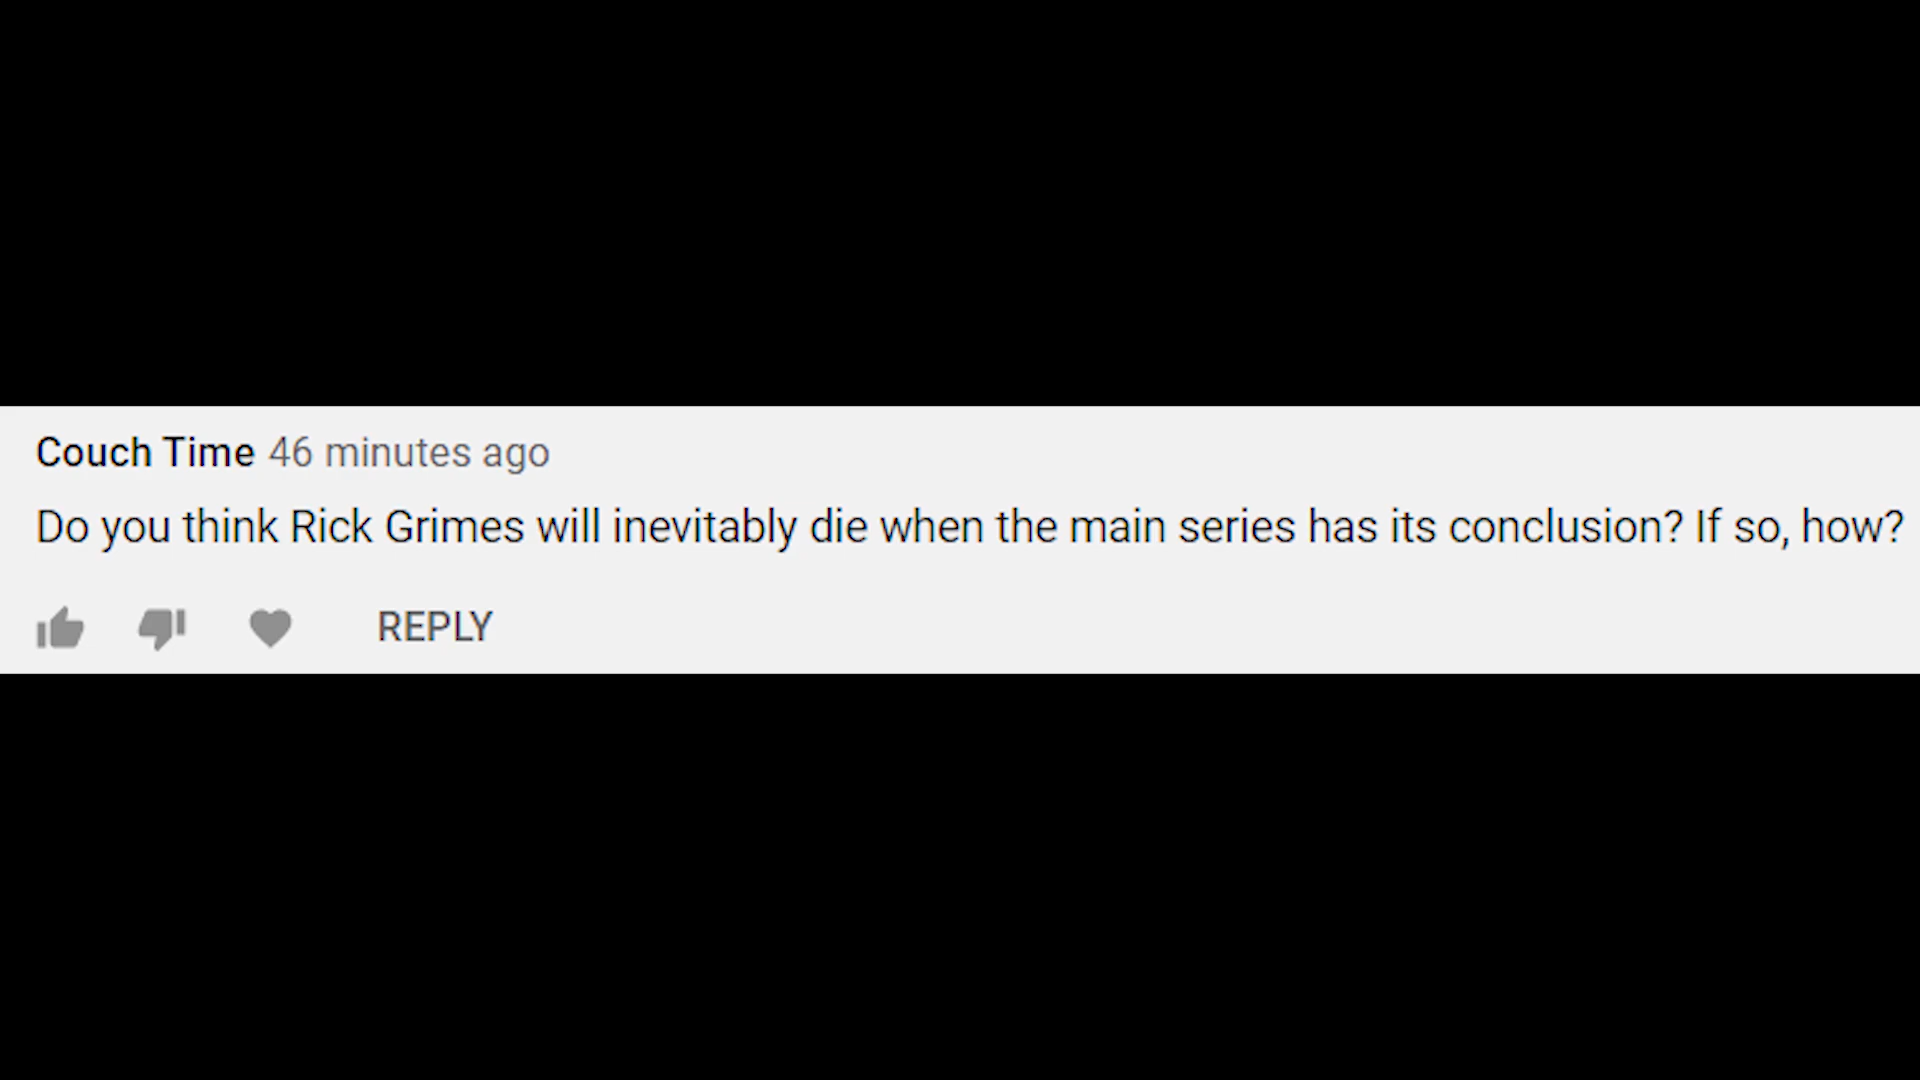 Couch Time 46 minutes ago
Do you think Rick Grimes will inevitably die when the main series has its conclusion? If so, how?
REPLY